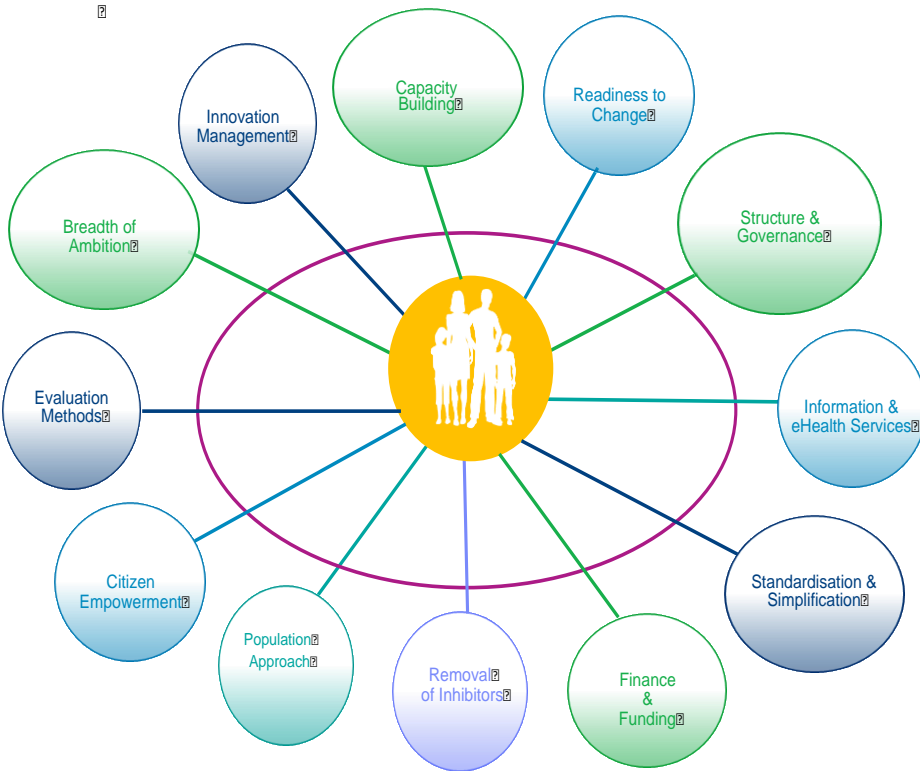 Capacity
Building
Readiness to
Change
Innovation
Management
Structure &
Governance
Breadth of
Ambition
Evaluation
Methods
Information &
eHealth Services
Citizen
Empowerment
Standardisation &
Simplification
Population
Approach
Removal
of Inhibitors
Finance
&
Funding